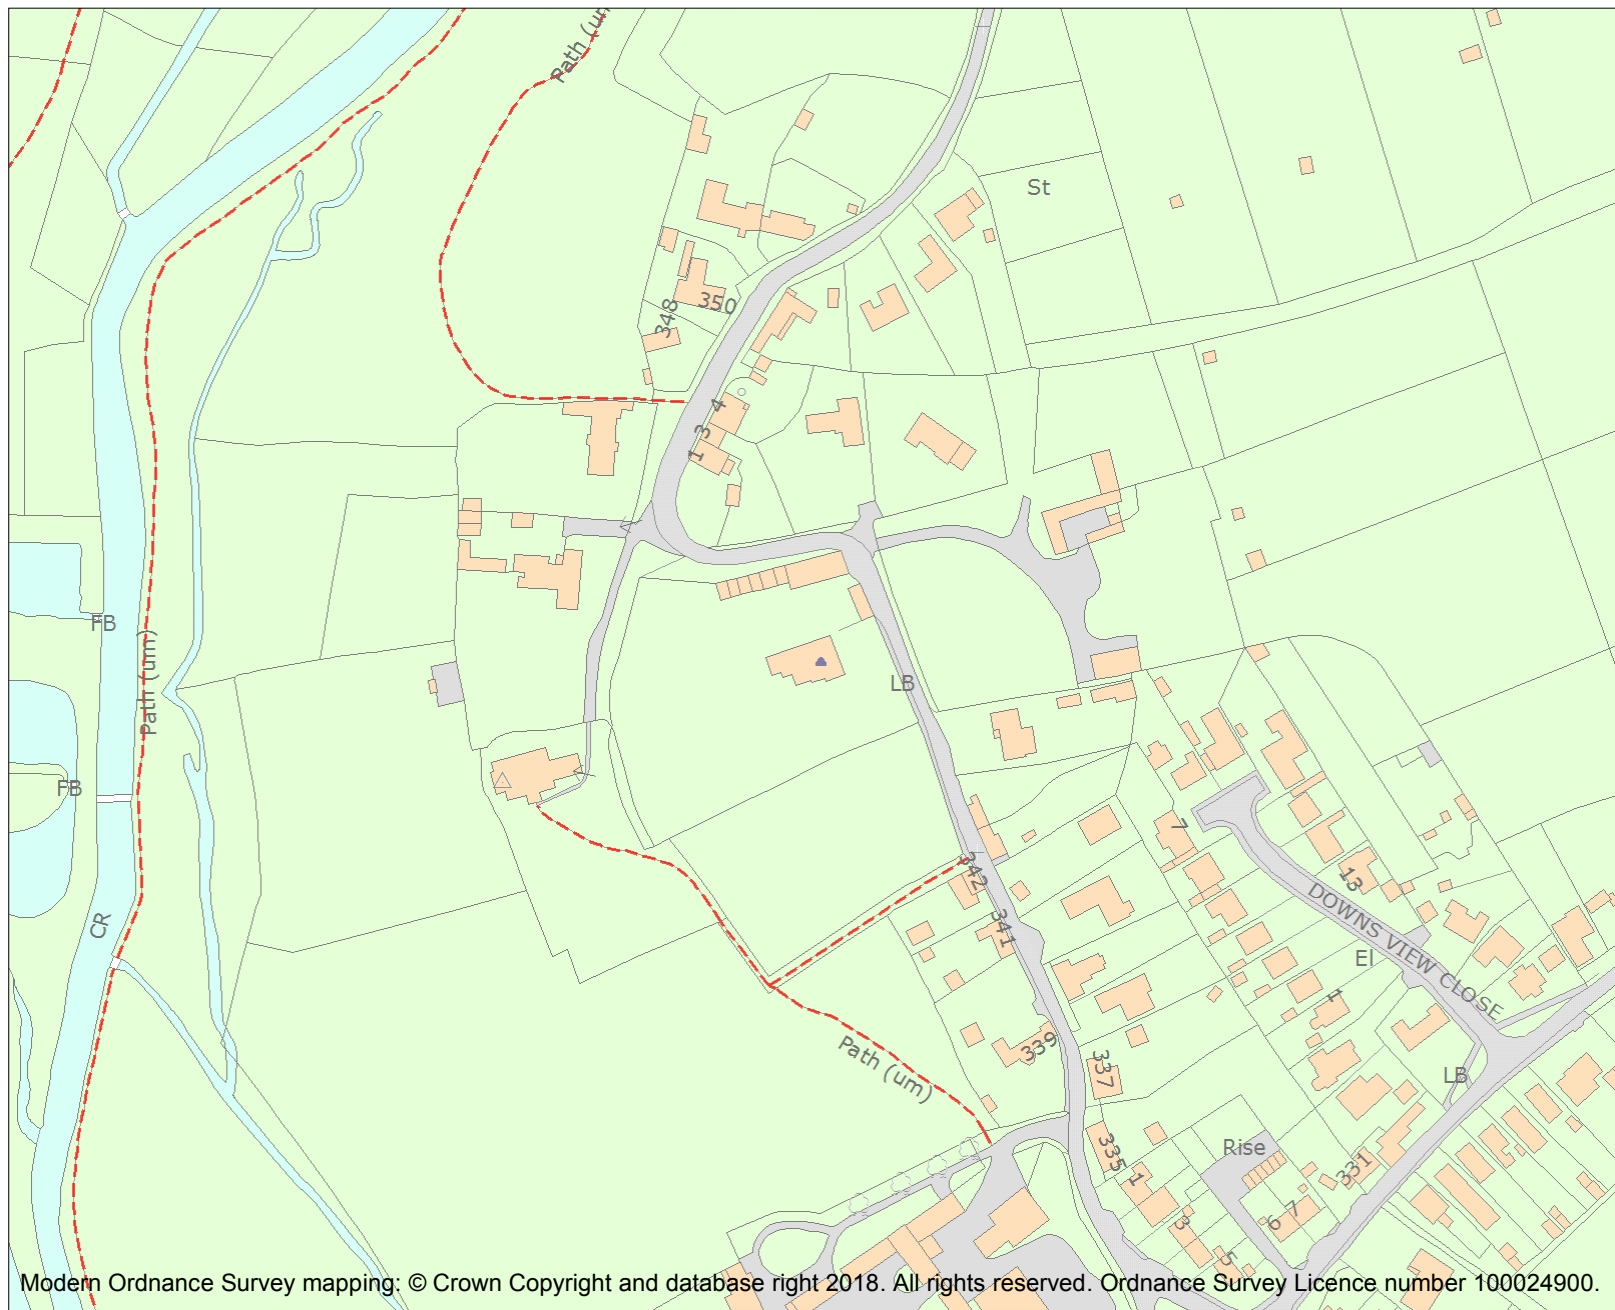 Path (um)
St
350
348
4
3
1
FB
Path (um)
LB
FB
7
342
13
DOWNS VIEW CLOSE
CR
341
El
1
339
Path (um)
337
LB
335
Rise
331
1
7
6
3
5
Modern Ordnance Survey mapping: © Crown Copyright and database right 2018. All rights reserved. Ordnance Survey Licence number 100024900.